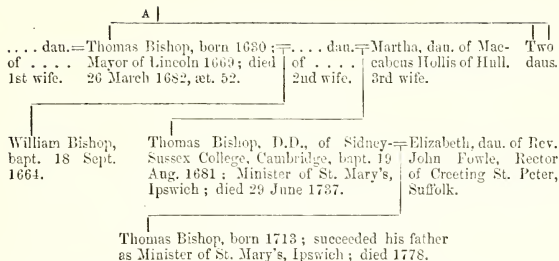 A
. . . . dau.=Thomas Bishop, born 1630 ;= . . . . dau.=Martha, dau. of Mac- Two
of . . . . Mayor of Lincoln 1669 ; died of . . . . cabeus Hollis of Hull. daus.
1st wife. 26 March 1682, æt. 52. 2nd wife. 3rd wife.
William Bishop, Thomas Bishop, D.D., of Sidney-=Elizabeth, dau. of Rev.
bapt. 18 Sept. Sussex College, Cambridge, bapt. 19 John Fowle, Rector
1664. Aug. 1681 ; Minister of St. Mary's, of Creeting St. Peter,
Ipswich ; died 29 June 1737. Suffolk.
Thomas Bishop, born 1713 ; succeeded his father
as Minister of St. Mary's, Ipswich ; died 1778.